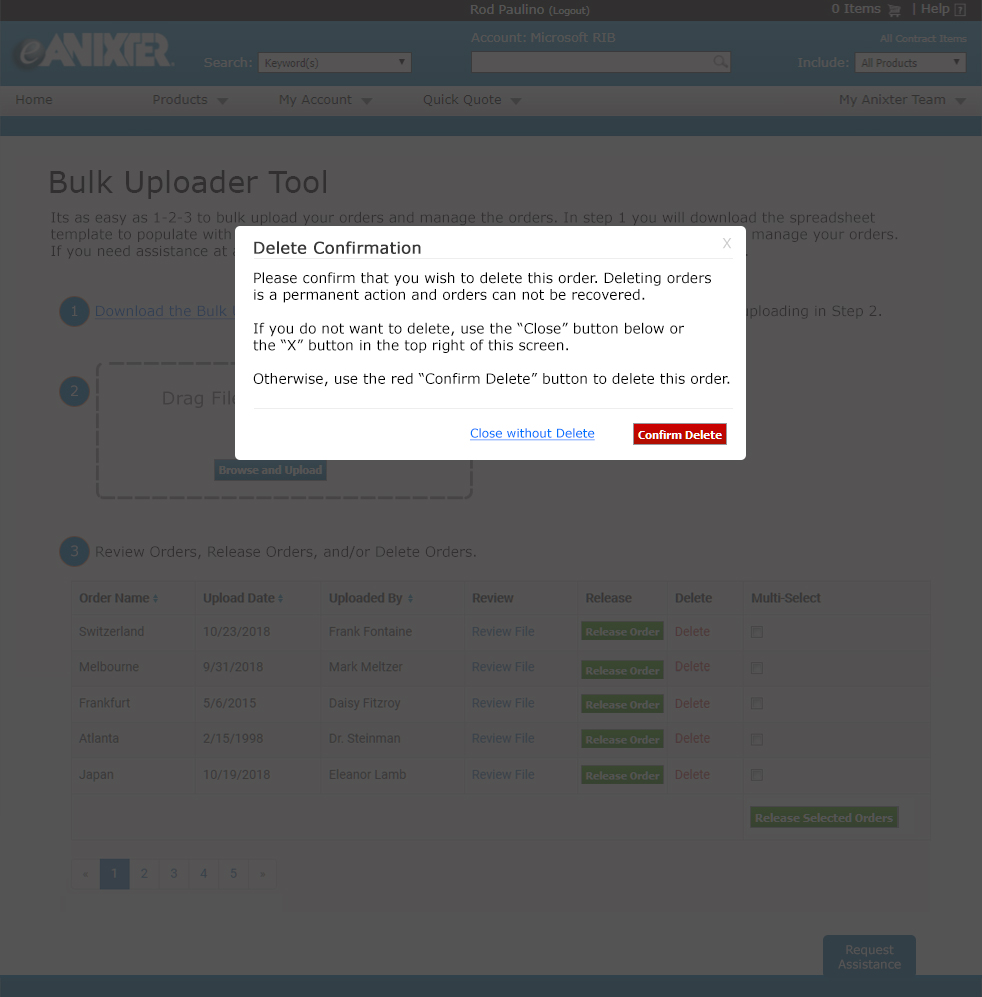 Rod Paulino (Logout)
0 Items | Help ?
eANIXTER
Account: Microsoft RIB
All Contract Items
Search: Keyword(s)
Include: All Products
Home Products My Account Quick Quote My Anixter Team
Bulk Uploader Tool
Its as easy as 1-2-3 to bulk upload your orders and manage the orders. In step 1 you will download the spreadsheet
template to populate with manage your orders.
If you need assistance at
Delete Confirmation X
Please confirm that you wish to delete this order. Deleting orders
is a permanent action and orders can not be recovered.
If you do not want to delete, use the “Close” button below or
the “X” button in the top right of this screen.
Otherwise, use the red “Confirm Delete” button to delete this order.
Close without Delete Confirm Delete
1 Download the Bulk uploading in Step 2.
2 Drag File
Browse and Upload
3 Review Orders, Release Orders, and/or Delete Orders.
Order Name Upload Date Uploaded By Review Release Delete Multi-Select
Switzerland 10/23/2018 Frank Fontaine Review File Release Order Delete
Melbourne 9/31/2018 Mark Meltzer Review File Release Order Delete
Frankfurt 5/6/2015 Daisy Fitzroy Review File Release Order Delete
Atlanta 2/15/1998 Dr. Steinman Review File Release Order Delete
Japan 10/19/2018 Eleanor Lamb Review File Release Order Delete
Release Selected Orders
« 1 2 3 4 5 »
Request
Assistance